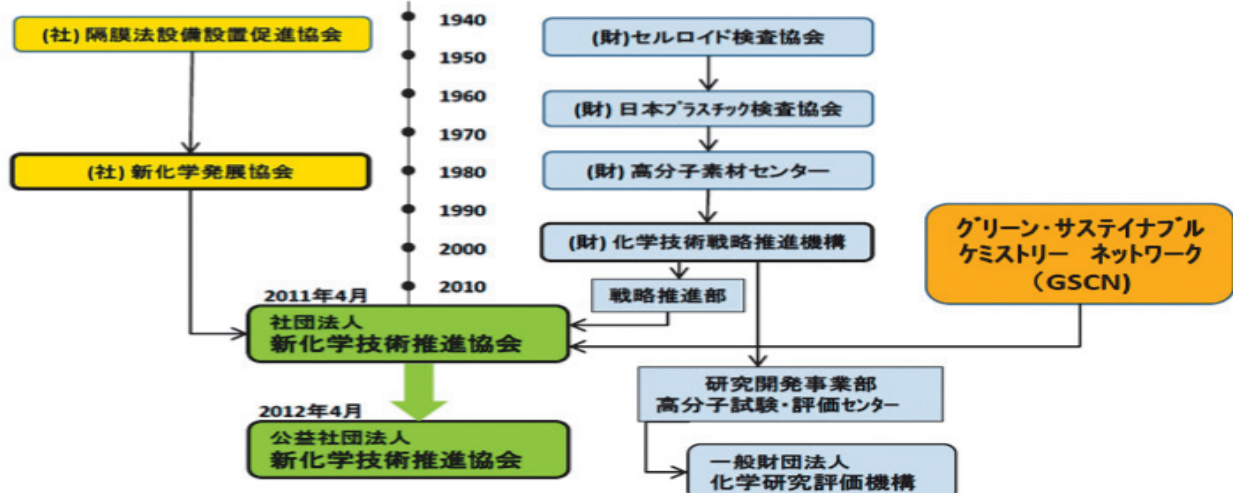 (社) 隔膜法設備設置促進協会
(社) 新化学発展協会
1940
1950
1960
1970
1980
1990
2000
2010
(財)セルロイド検査協会
(財) 日本プラスチック検査協会
(財) 高分子素材センター
(財) 化学技術戦略推進機構
戦略推進部
グリーン・サステイナブル
ケミストリー ネットワーク
(GSCN)
2011年4月
社団法人
新化学技術推進協会
研究開発事業部
高分子試験・評価センター
2012年4月
公益社団法人
新化学技術推進協会
一般財団法人
化学研究評価機構